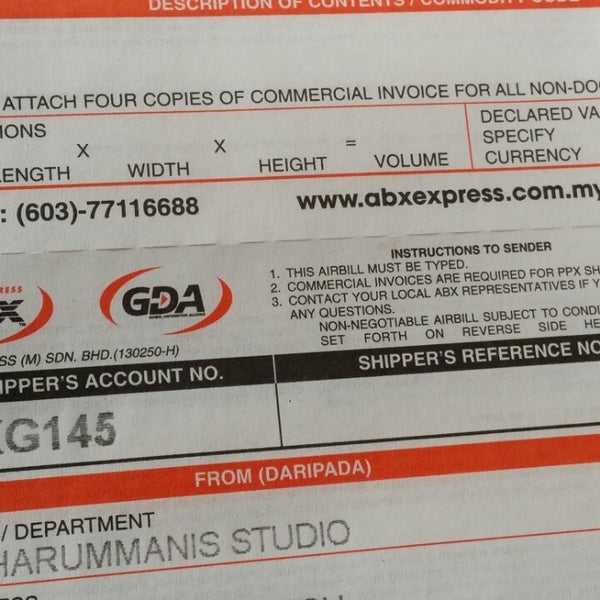 DESCRIPTION OF CONTENTS / COMMODITY CODE
ATTACH FOUR COPIES OF COMMERCIAL INVOICE FOR ALL NON-DO
IONS
LENGTH X WIDTH X HEIGHT = VOLUME
DECLARED VA
SPECIFY
CURRENCY
: (603)-77116688
www.abxexpress.com.my
INSTRUCTIONS TO SENDER
1. THIS AIRBILL MUST BE TYPED.
2. COMMERCIAL INVOICES ARE REQUIRED FOR PPX SH
3. CONTACT YOUR LOCAL ABX REPRESENTATIVES IF Y
ANY QUESTIONS.
NON-NEGOTIABLE AIRBILL SUBJECT TO CONDI
SET FORTH ON REVERSE SIDE HE
RESS
X
GDA
SS (M) SDN. BHD.(130250-H)
IPPER'S ACCOUNT NO.
SHIPPER'S REFERENCE NO
G145
FROM (DARIPADA)
/ DEPARTMENT
HARUMMANIS STUDIO